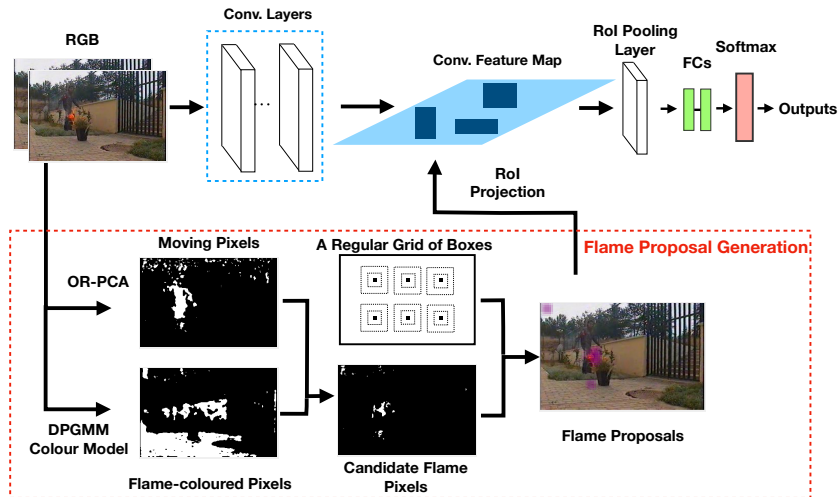 RGB
Conv. Layers
Conv. Feature Map
RoI Pooling
Layer
FCs
Softmax
Outputs
RoI
Projection
Flame Proposal Generation
Moving Pixels
A Regular Grid of Boxes
OR-PCA
DPGMM
Colour Model
Flame-coloured Pixels
Candidate Flame
Pixels
Flame Proposals